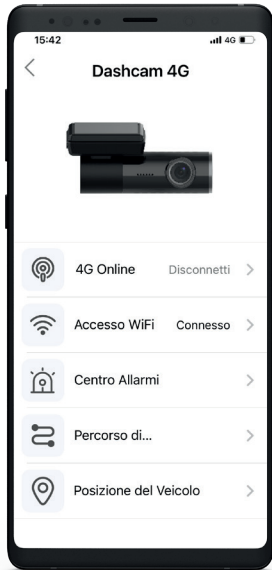 15:42 4G
Dashcam 4G
4G Online Disconnetti
Accesso WiFi Connesso
Centro Allarmi
Percorso di...
Posizione del Veicolo